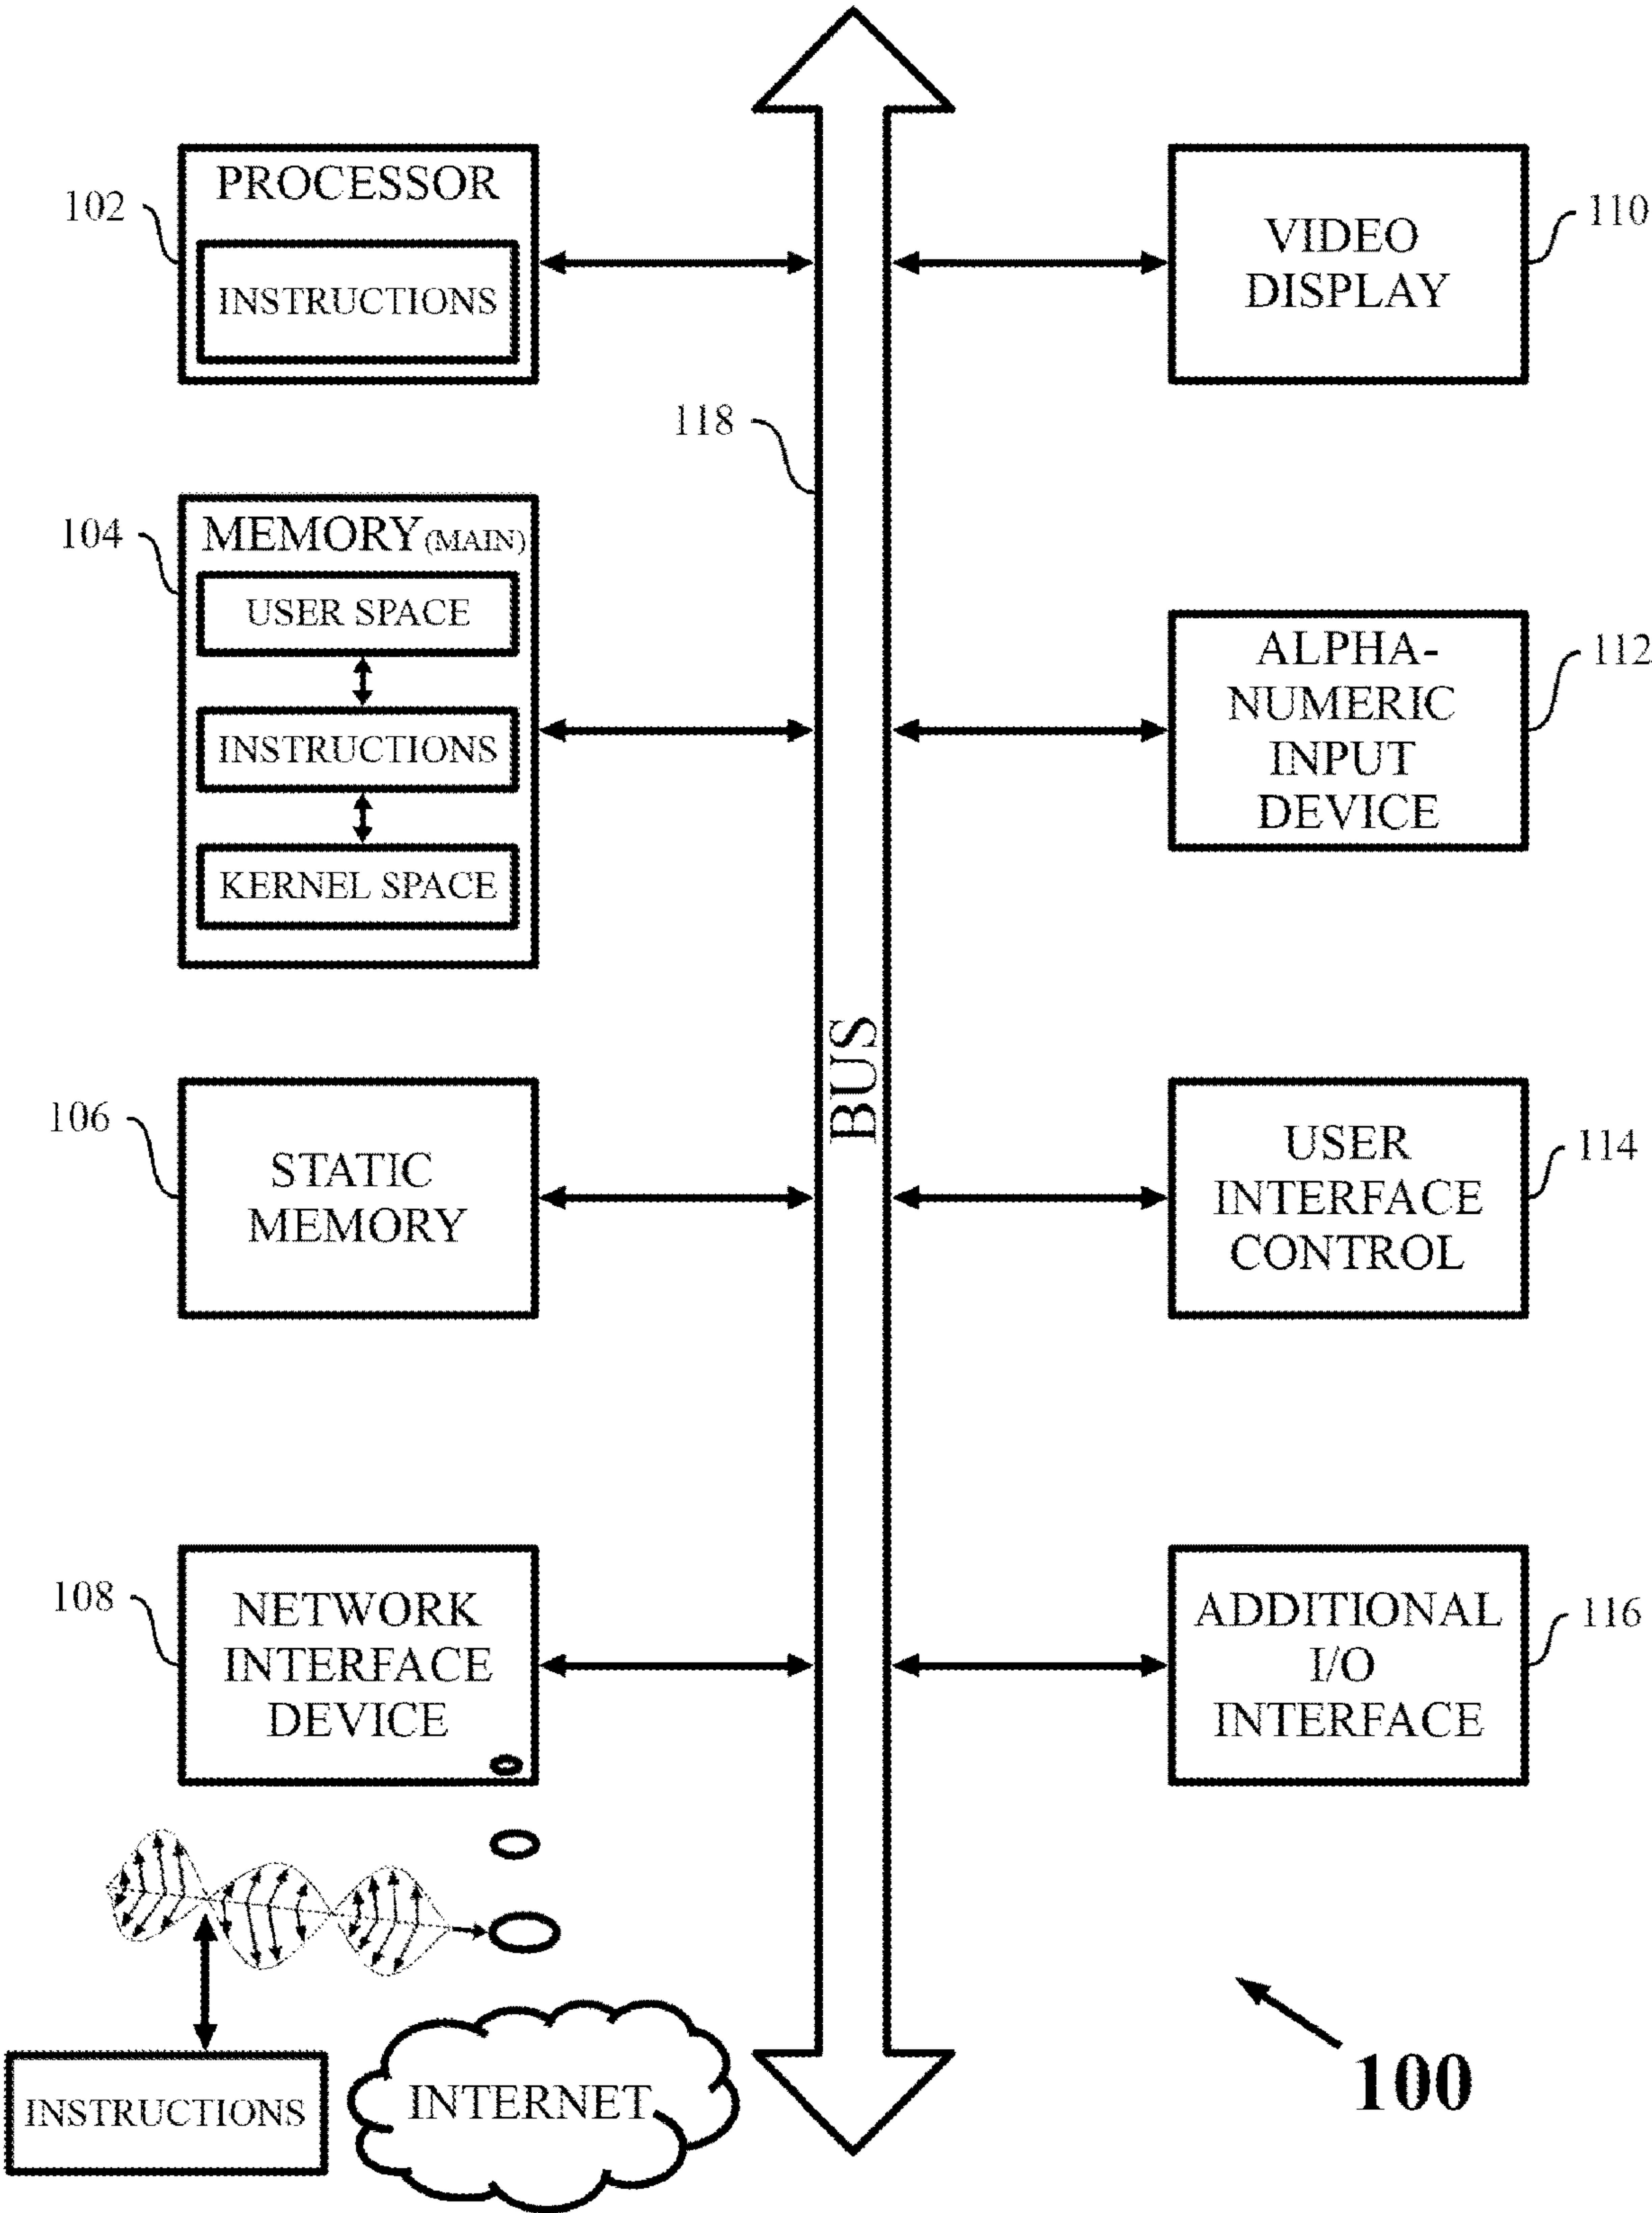 102
PROCESSOR
INSTRUCTIONS
VIDEO
DISPLAY
110
118
104
MEMORY(MAIN)
USER SPACE
INSTRUCTIONS
KERNEL SPACE
ALPHA-
NUMERIC
INPUT
DEVICE
112
BUS
106
STATIC
MEMORY
USER
INTERFACE
CONTROL
114
108
NETWORK
INTERFACE
DEVICE
ADDITIONAL
I/O
INTERFACE
116
INSTRUCTIONS
INTERNET
100